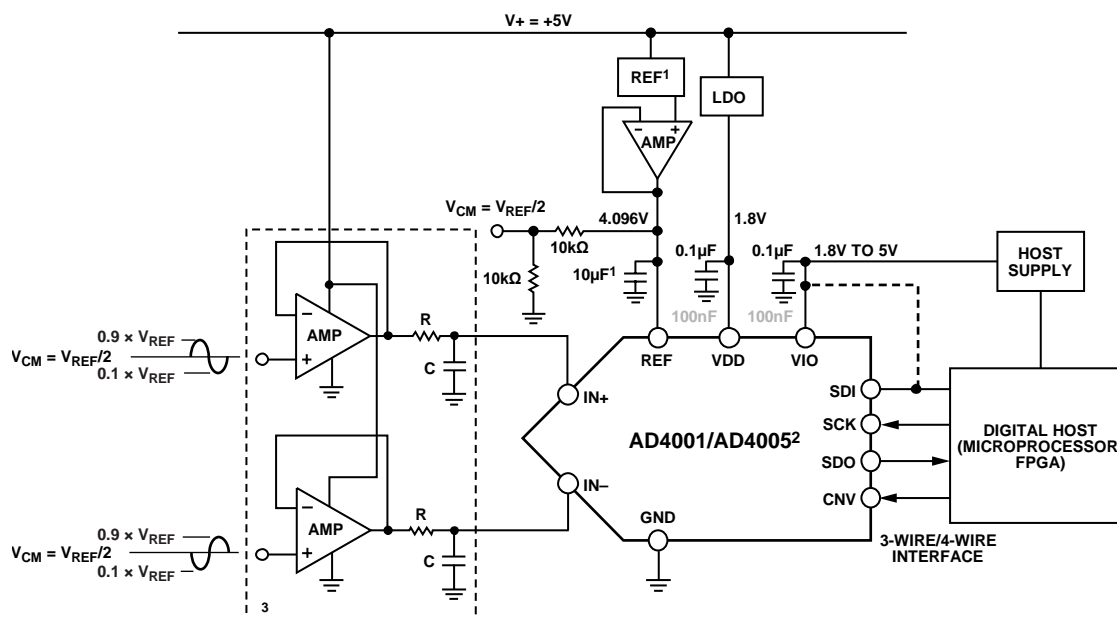 V+ = +5V
REF1
LDO
− +
AMP
VCM = VREF/2
4.096V
1.8V
10kΩ
10kΩ
10µF1
0.1µF
0.1µF
1.8V TO 5V
HOST
SUPPLY
100nF
100nF
REF
VDD
VIO
0.9 × VREF
VCM = VREF/2
0.1 × VREF
−
AMP
+
R
C
IN+
AD4001/AD40052
SDI
SCK
SDO
CNV
DIGITAL HOST
(MICROPROCESSOR
FPGA)
IN−
GND
3-WIRE/4-WIRE
INTERFACE
0.9 × VREF
VCM = VREF/2
0.1 × VREF
−
AMP
+
R
C
3